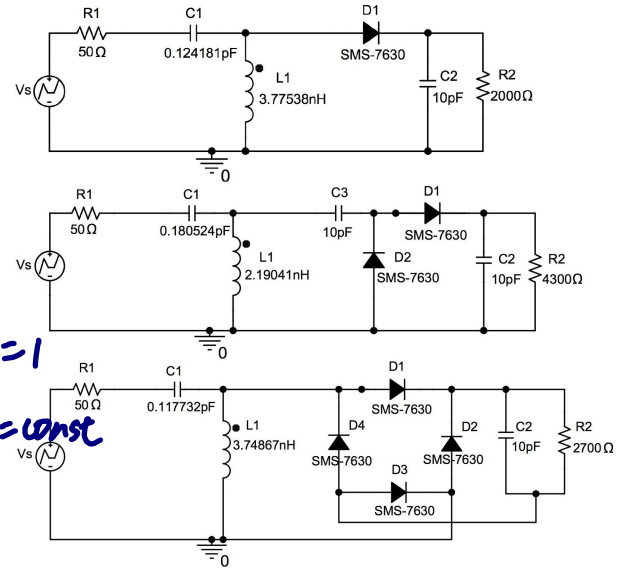 D1
R1 C1
50Ω 0.124181pF SMS-7630
Vs L1 C2 R2
3.77538nH 10pF 2000Ω
0
R1 C1 C3 D1
50Ω 0.180524pF 10pF SMS-7630
Vs L1 D2 C2 R2
2.19041nH SMS-7630 10pF 4300Ω
0
=1
R1 C1 D1
50Ω 0.117732pF SMS-7630
=const
Vs L1 D4 D2 C2 R2
3.74867nH SMS-7630 SMS-7630 10pF 2700Ω
D3
SMS-7630
0